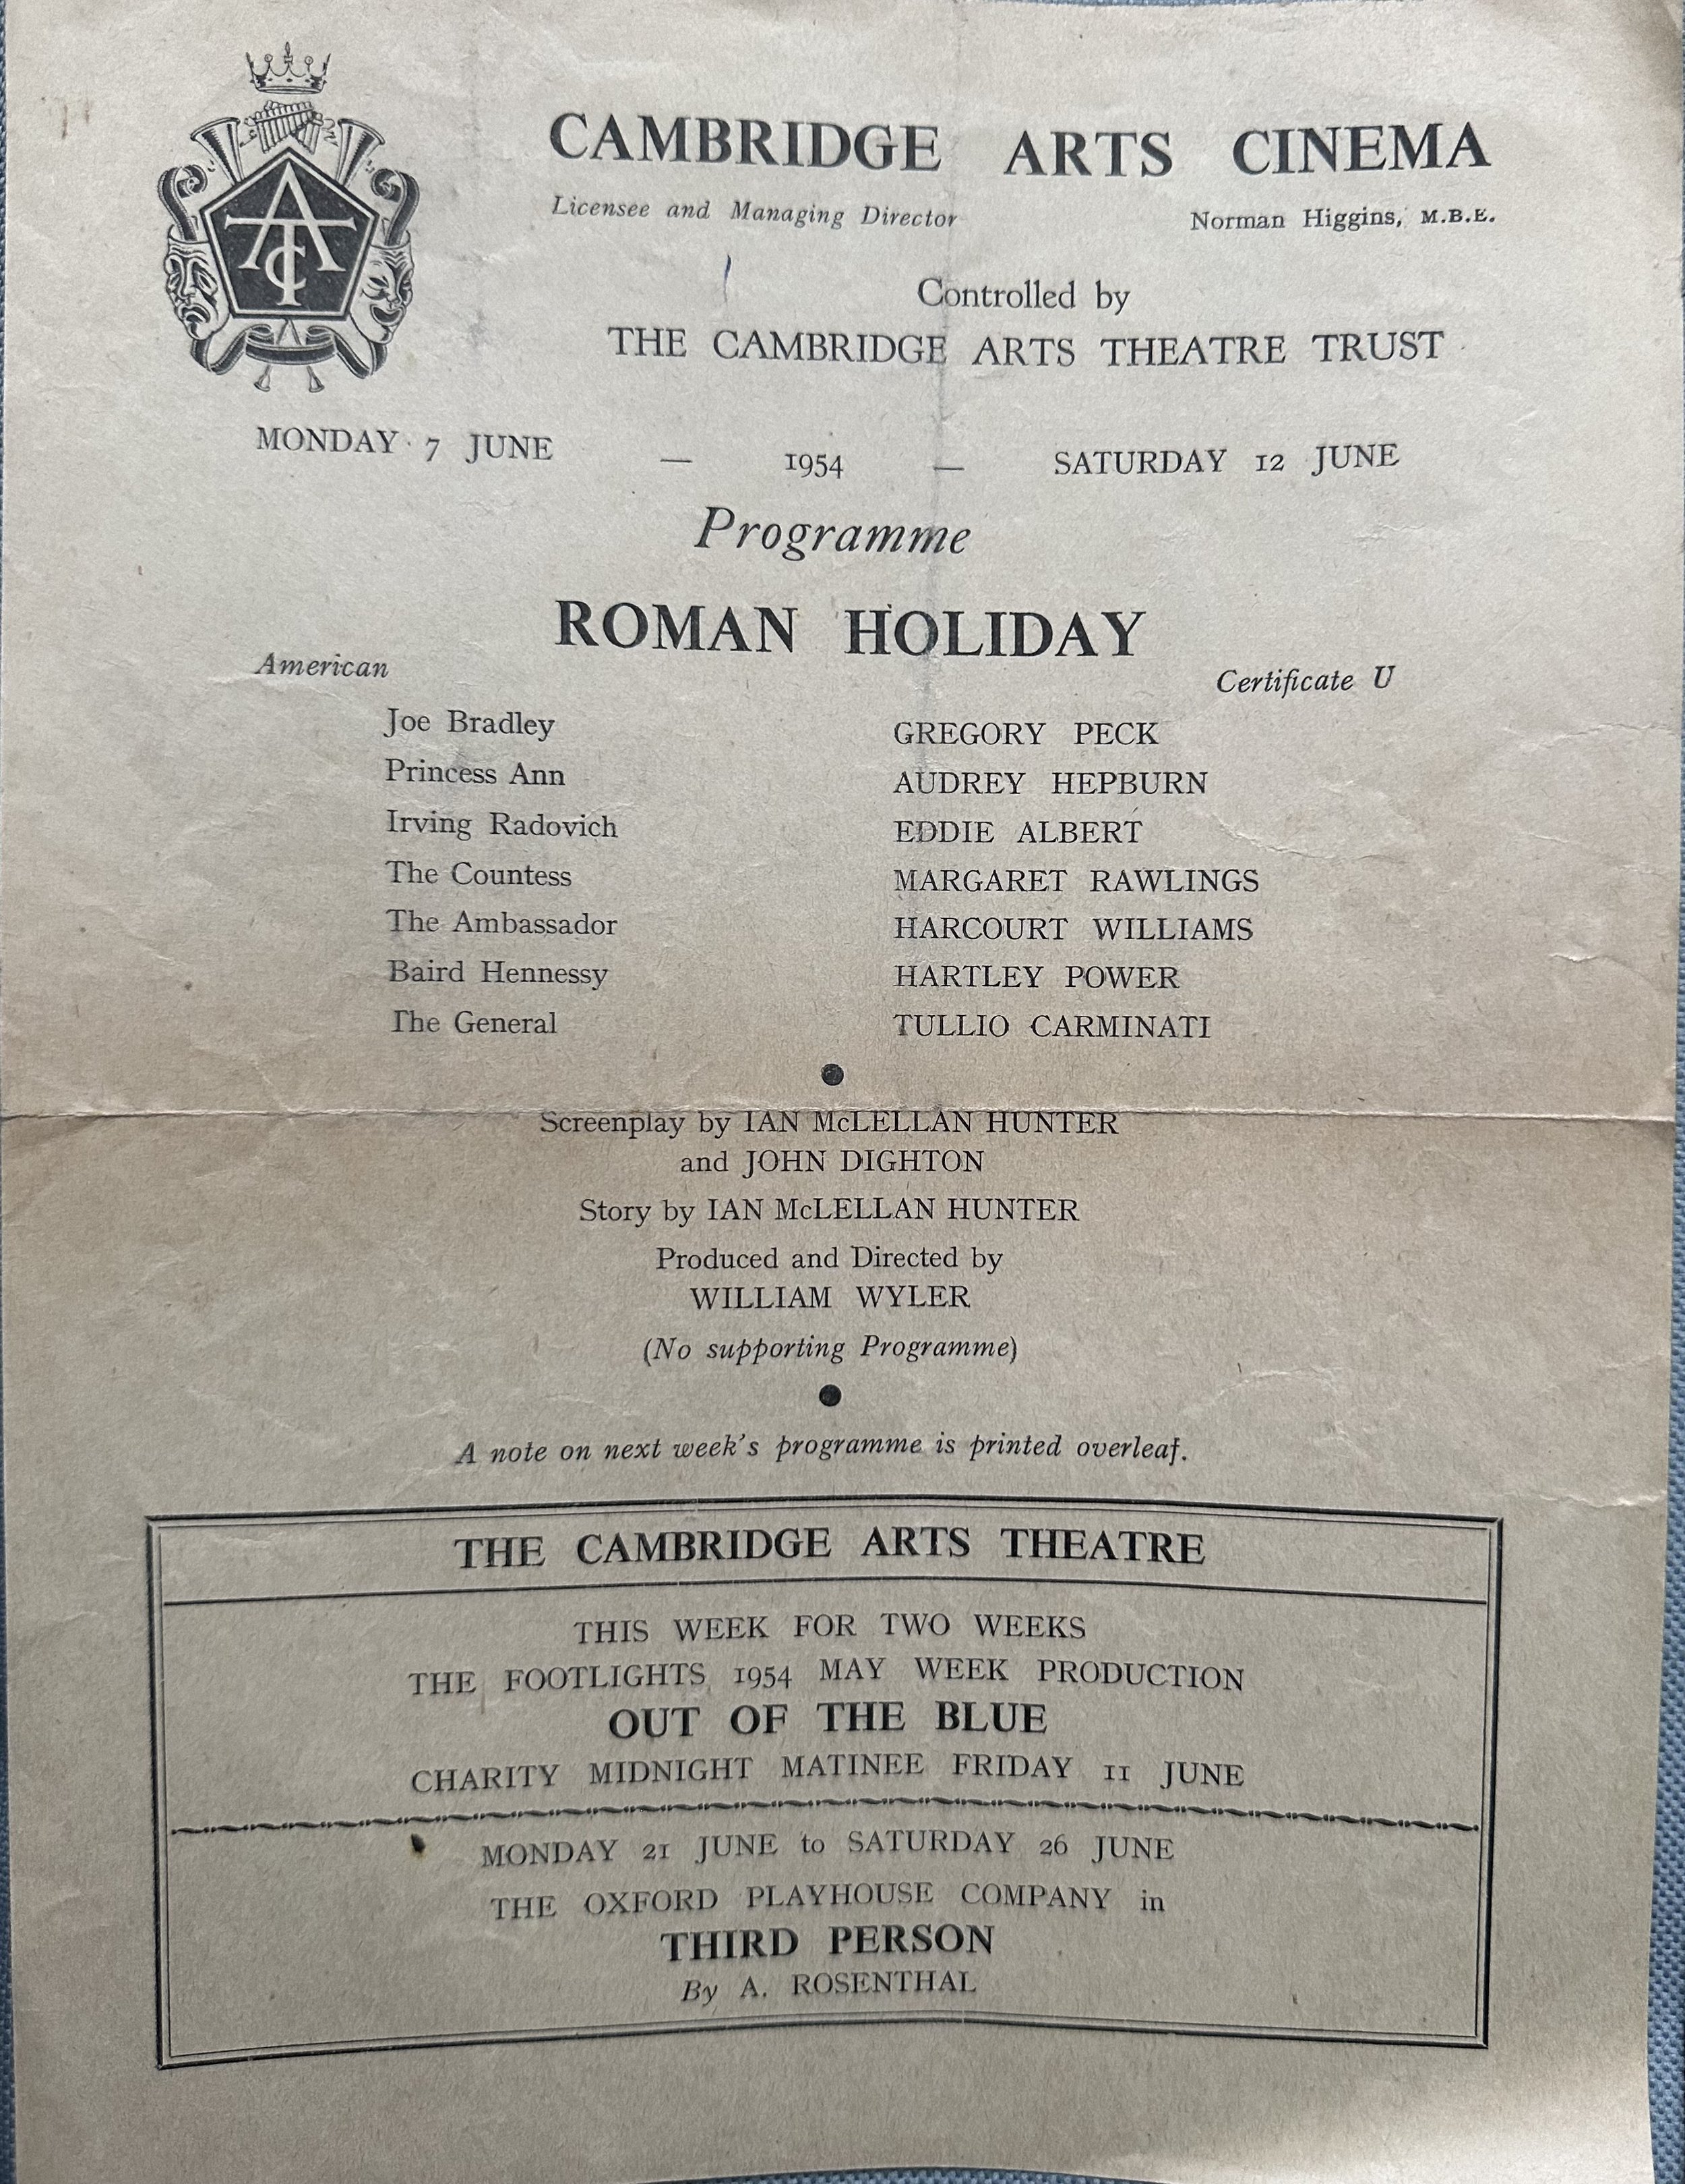 CAMBRIDGE ARTS CINEMA
Licensee and Managing Director Norman Higgins, M.B.E.
Controlled by
THE CAMBRIDGE ARTS THEATRE TRUST
MONDAY 7 JUNE — 1954 — SATURDAY 12 JUNE
Programme
ROMAN HOLIDAY
American Certificate U
Joe Bradley GREGORY PECK
Princess Ann AUDREY HEPBURN
Irving Radovich EDDIE ALBERT
The Countess MARGARET RAWLINGS
The Ambassador HARCOURT WILLIAMS
Baird Hennessy HARTLEY POWER
The General TULLIO CARMINATI
Screenplay by IAN McLELLAN HUNTER
and JOHN DIGHTON
Story by IAN McLELLAN HUNTER
Produced and Directed by
WILLIAM WYLER
(No supporting Programme)
A note on next week's programme is printed overleaf.
THE CAMBRIDGE ARTS THEATRE
THIS WEEK FOR TWO WEEKS
THE FOOTLIGHTS 1954 MAY WEEK PRODUCTION
OUT OF THE BLUE
CHARITY MIDNIGHT MATINEE FRIDAY 11 JUNE
MONDAY 21 JUNE to SATURDAY 26 JUNE
THE OXFORD PLAYHOUSE COMPANY in
THIRD PERSON
By A. ROSENTHAL